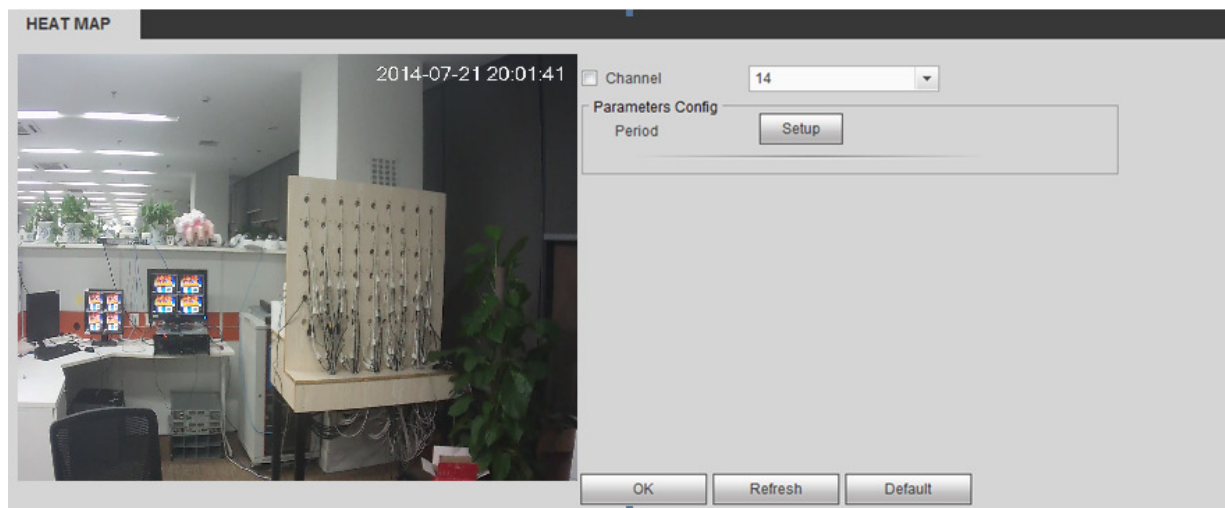 HEAT MAP
2014-07-21 20:01:41
Channel 14
Parameters Config
Period Setup
OK Refresh Default